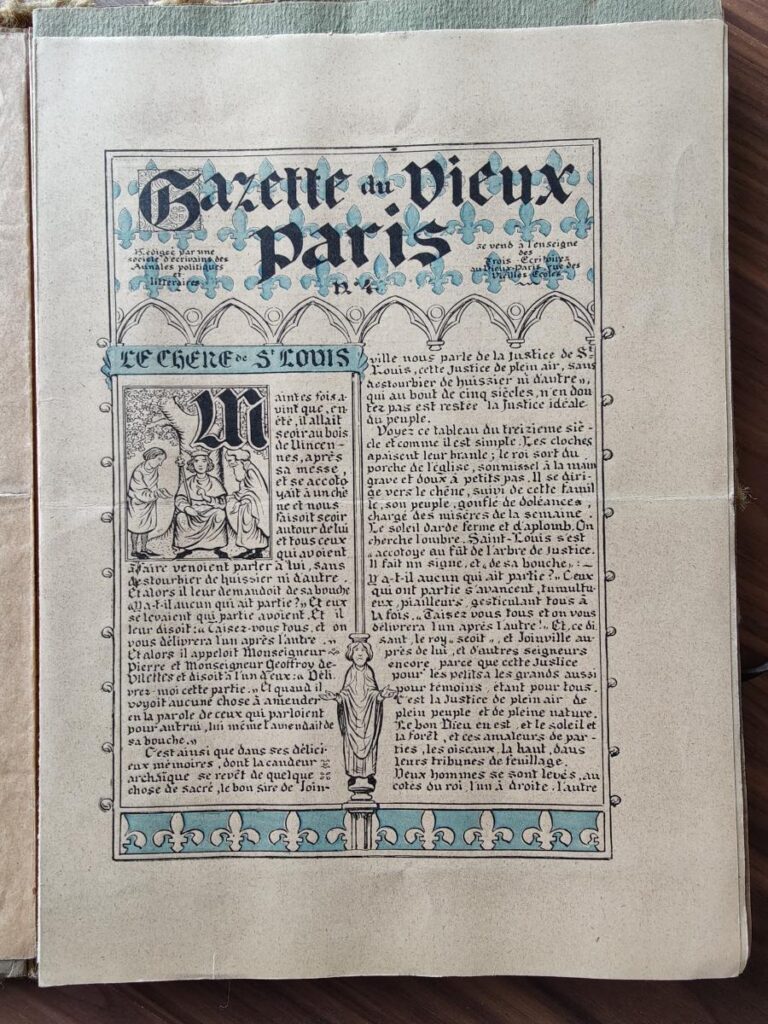 Gazette du Vieux
Paris
Rédigée par une
société d'écrivains des
Annales politiques
et
littéraires
se vend à l'enseigne
des
Trois Ecritoires
au Vieux-Paris rue des
Vieilles Ecoles
N° 4
LE CHENE de St LOUIS
Maintes fois a-
vint que, en
été, il allait
seoir au bois
de Vincen-
nes, après
sa messe,
et se accoto
yait à un chê
ne et nous
faisoit seoir
autour de lui
et tous ceux
qui avoient
affaire venoient parler à lui, sans
destourbier de huissier ni d'autre.
Et alors il leur demandoit de sa bouche
"Y a-t-il aucun qui ait partie?" Et eux
se levaient qui partie avoient. Et il
leur disoit: "Taisez-vous tous, et on
vous délivrera l'un après l'autre."
Et alors il appeloit Monseigneur
Pierre et Monseigneur Geoffroy de-
Vilettes et disoit à l'un d'eux: "Déli
vrez-moi cette partie." Et quand il
voyoit aucune chose à amender
en la parole de ceux qui parloient
pour autrui, lui même l'amendait de
sa bouche."
C'est ainsi que dans ses délici-
eux mémoires, dont la candeur
archaïque se revêt de quelque
chose de sacré, le bon sire de Join-
ville nous parle de la Justice de St-
Louis, cette Justice de plein air, sans
destourbier de huissier ni d'autre",
qui au bout de cinq siècles, n'en dou
tez pas est restée la Justice idéale
du peuple.
Voyez ce tableau du treizième siè-
cle et comme il est simple. Les cloches
apaisent leur branle; le roi sort du
porche de l'église, son missel à la main
grave et doux à petits pas. Il se diri-
ge vers le chêne, suivi de cette famil
le, son peuple, gonflé de doléances,
chargé des misères de la semaine.
Le soleil darde ferme et d'aplomb. On
cherche l'ombre. Saint-Louis s'est
"accotoyé au fût de l'arbre de Justice.
Il fait un signe, et "de sa bouche":-
Y a-t-il aucun qui ait partie?" Ceux
qui ont partie s'avancent, tumultu-
eux, piailleurs, gesticulant tous à
la fois. "Taisez vous tous et on vous
délivrera l'un après l'autre!" Et, ce di-
sant, le roy "seoit", et Joinville au-
près de lui, et d'autres seigneurs
encore, parce que cette Justice
pour les petits a les grands aussi
pour témoins, étant pour tous.
C'est la Justice de plein air - de
plein peuple et de pleine nature.
Le bon Dieu en est, et le soleil et
la forêt, et ces amateurs de par-
ties, les oiseaux, là haut, dans
leurs tribunes de feuillage.
Deux hommes se sont levés, au
cotés du roi, l'un à droite, l'autre